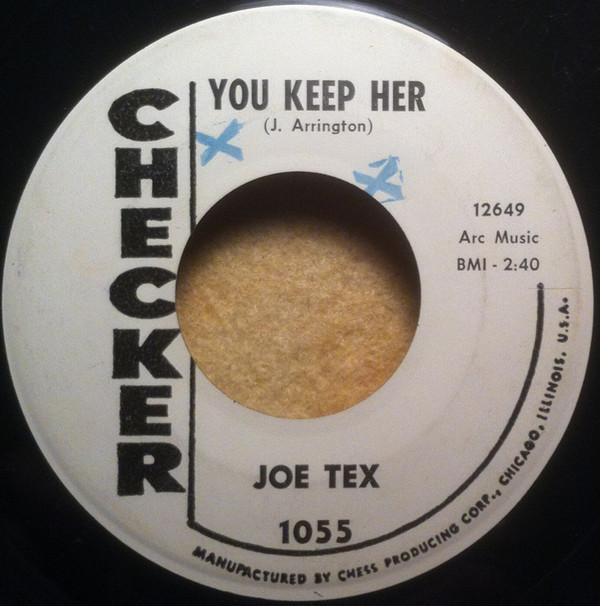 CHECKER
YOU KEEP HER
(J. Arrington)
12649
Arc Music
BMI - 2:40
JOE TEX
1055
MANUFACTURED BY CHESS PRODUCING CORP., CHICAGO, ILLINOIS, U.S.A.